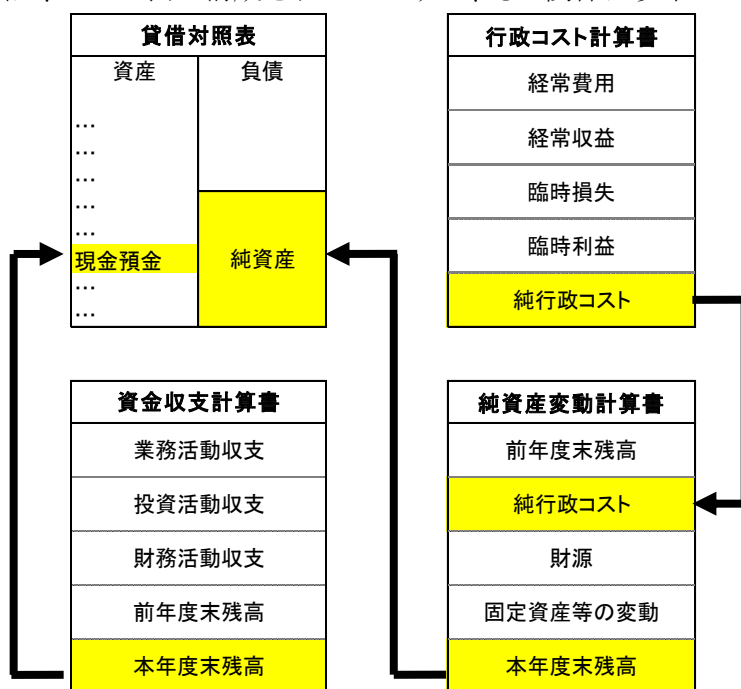 貸借対照表
資産 負債
…
…
…
…
…
現金預金 純資産
…
…
行政コスト計算書
経常費用
経常収益
臨時損失
臨時利益
純行政コスト
資金収支計算書
業務活動収支
投資活動収支
財務活動収支
前年度末残高
本年度末残高
純資産変動計算書
前年度末残高
純行政コスト
財源
固定資産等の変動
本年度末残高